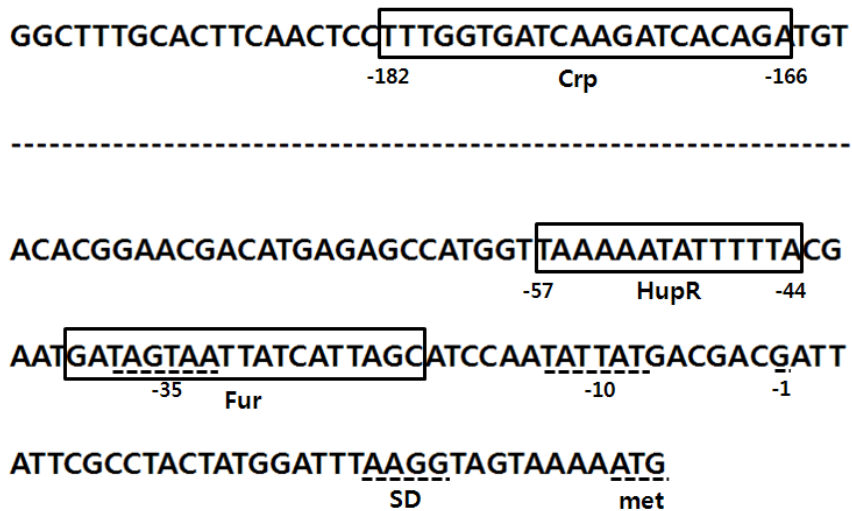 GGCTTTGCACTTCAACTCCTTTGGTGATCAAGATCACAGATGT
-182 Crp -166
ACACGGAACGACATGAGAGCCATGGTTAAAAATATTTTTACG
-57 HupR -44
AATGATAGTAATTATCATTAGCATCCAATATTATGACGACGATT
-35 Fur -10 -1
ATTCGCCTACTATGGATTTAAGGTAGTAAAAATG
SD met